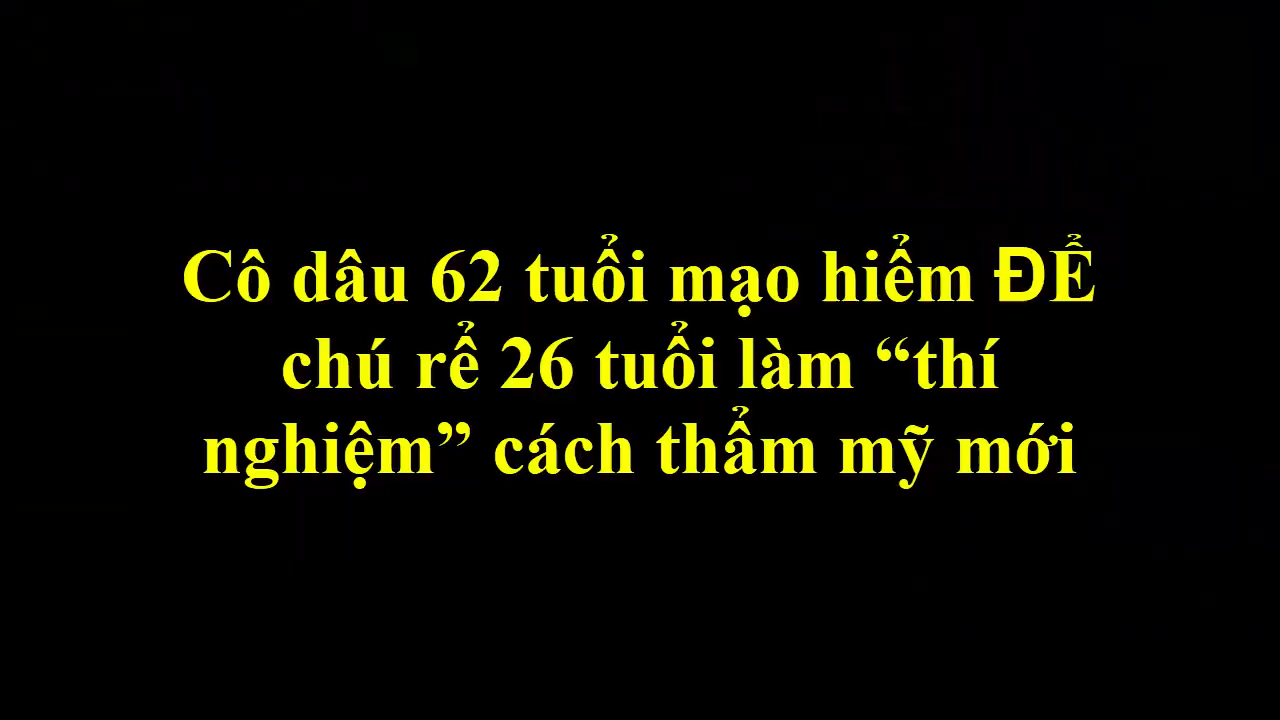 Cô dâu 62 tuổi mạo hiểm ĐỂ
chú rể 26 tuổi làm “thí
nghiệm” cách thẩm mỹ mới